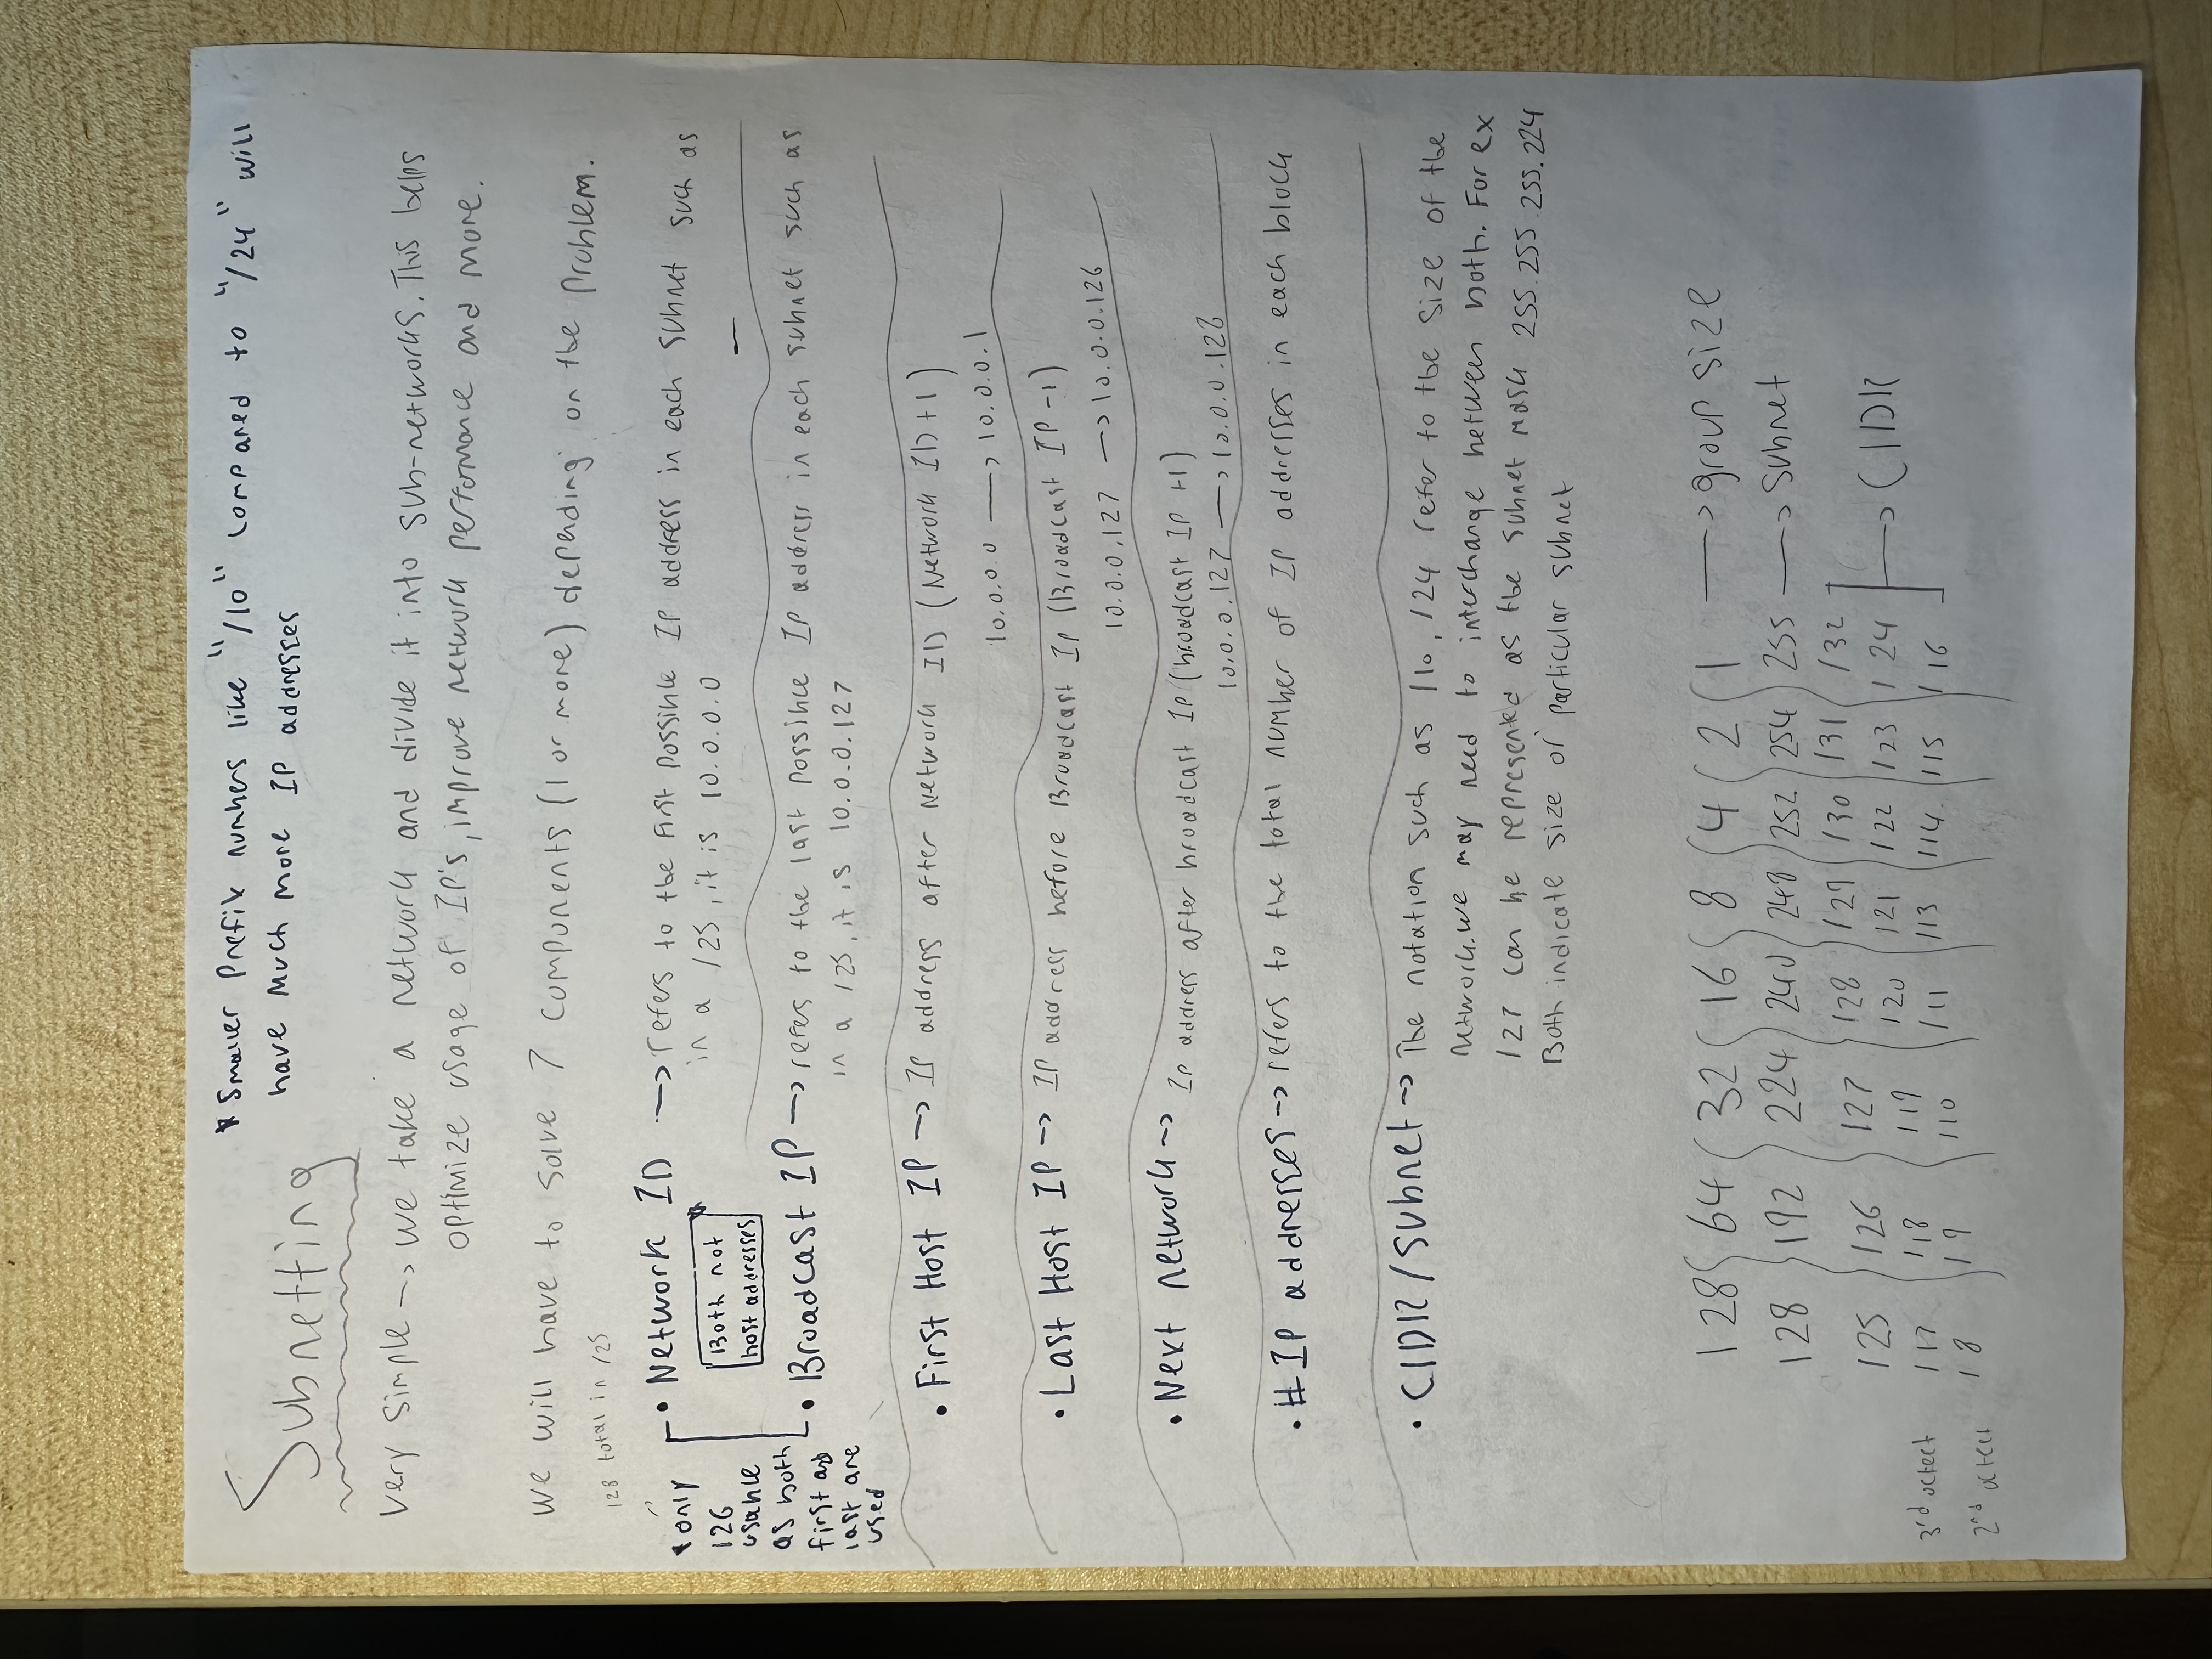 Subnetting
* Smaller Prefix numbers like "/10" compared to "/24" will
have much more IP addresses
Very Simple → we take a network and divide it into sub-networks. This helps
optimize usage of IP's, improve network performance and more.
We will have to solve 7 components (1 or more) depending on the problem.
128 total in /25
* only
126
usable
as both
first and
last are
used
• Network ID → refers to the first possible IP address in each subnet such as
in a /25, it is 10.0.0.0
Both not
host addresses
• Broadcast IP → refers to the last possible IP address in each subnet such as
in a /25, it is 10.0.0.127
• First Host IP → IP address after Network ID (Network ID +1)
10.0.0.0 → 10.0.0.1
• Last Host IP → IP address before Broadcast IP (Broadcast IP -1)
10.0.0.127 → 10.0.0.126
• Next network → IP address after broadcast IP (broadcast IP +1)
10.0.0.127 → 10.0.0.128
• # IP addresses → refers to the total number of IP addresses in each block
• CIDR/Subnet → The notation such as /10, /24 refer to the size of the
network. We may need to interchange between both. For ex
/27 can be represented as the subnet mask 255.255.255.224
Both indicate size of particular subnet
128 64 32 16 8 4 2 1 → group size
128 192 224 240 248 252 254 255 → Subnet
/25 /26 /27 /28 /29 /30 /31 /32
3rd octect /17 /18 /19 /20 /21 /22 /23 /24 → CIDR
2nd octect /8 /9 /10 /11 /13 /14 /15 /16